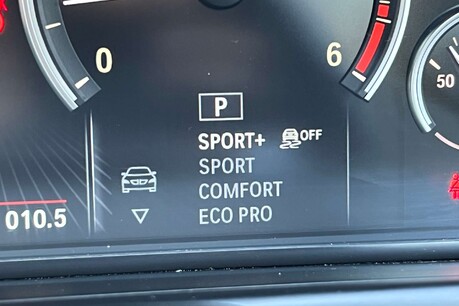 0 6
50
P
SPORT+ OFF
SPORT
COMFORT
ECO PRO
010.5